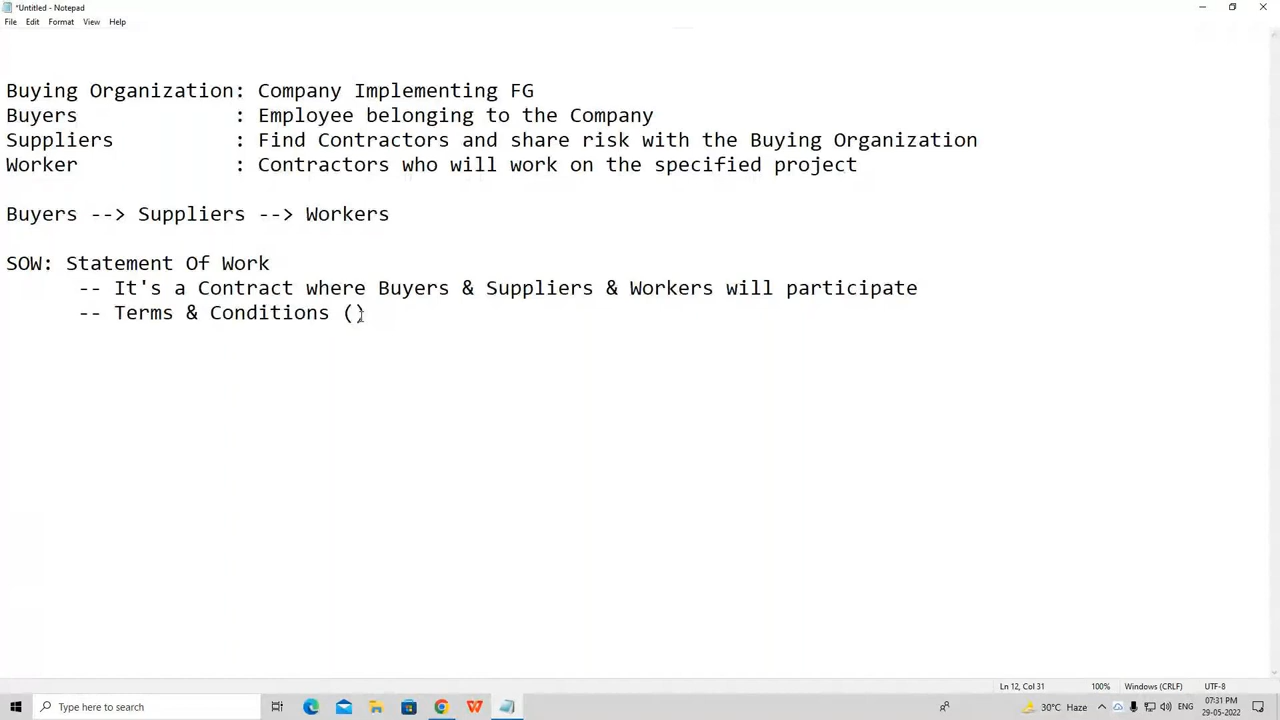 *Untitled - Notepad
File Edit Format View Help
Buying Organization: Company Implementing FG
Buyers : Employee belonging to the Company
Suppliers : Find Contractors and share risk with the Buying Organization
Worker : Contractors who will work on the specified project
Buyers --> Suppliers --> Workers
SOW: Statement Of Work
-- It's a Contract where Buyers & Suppliers & Workers will participate
-- Terms & Conditions ()
Ln 12, Col 31 100% Windows (CRLF) UTF-8
Type here to search 30°C Haze ENG 07:31 PM
29-05-2022